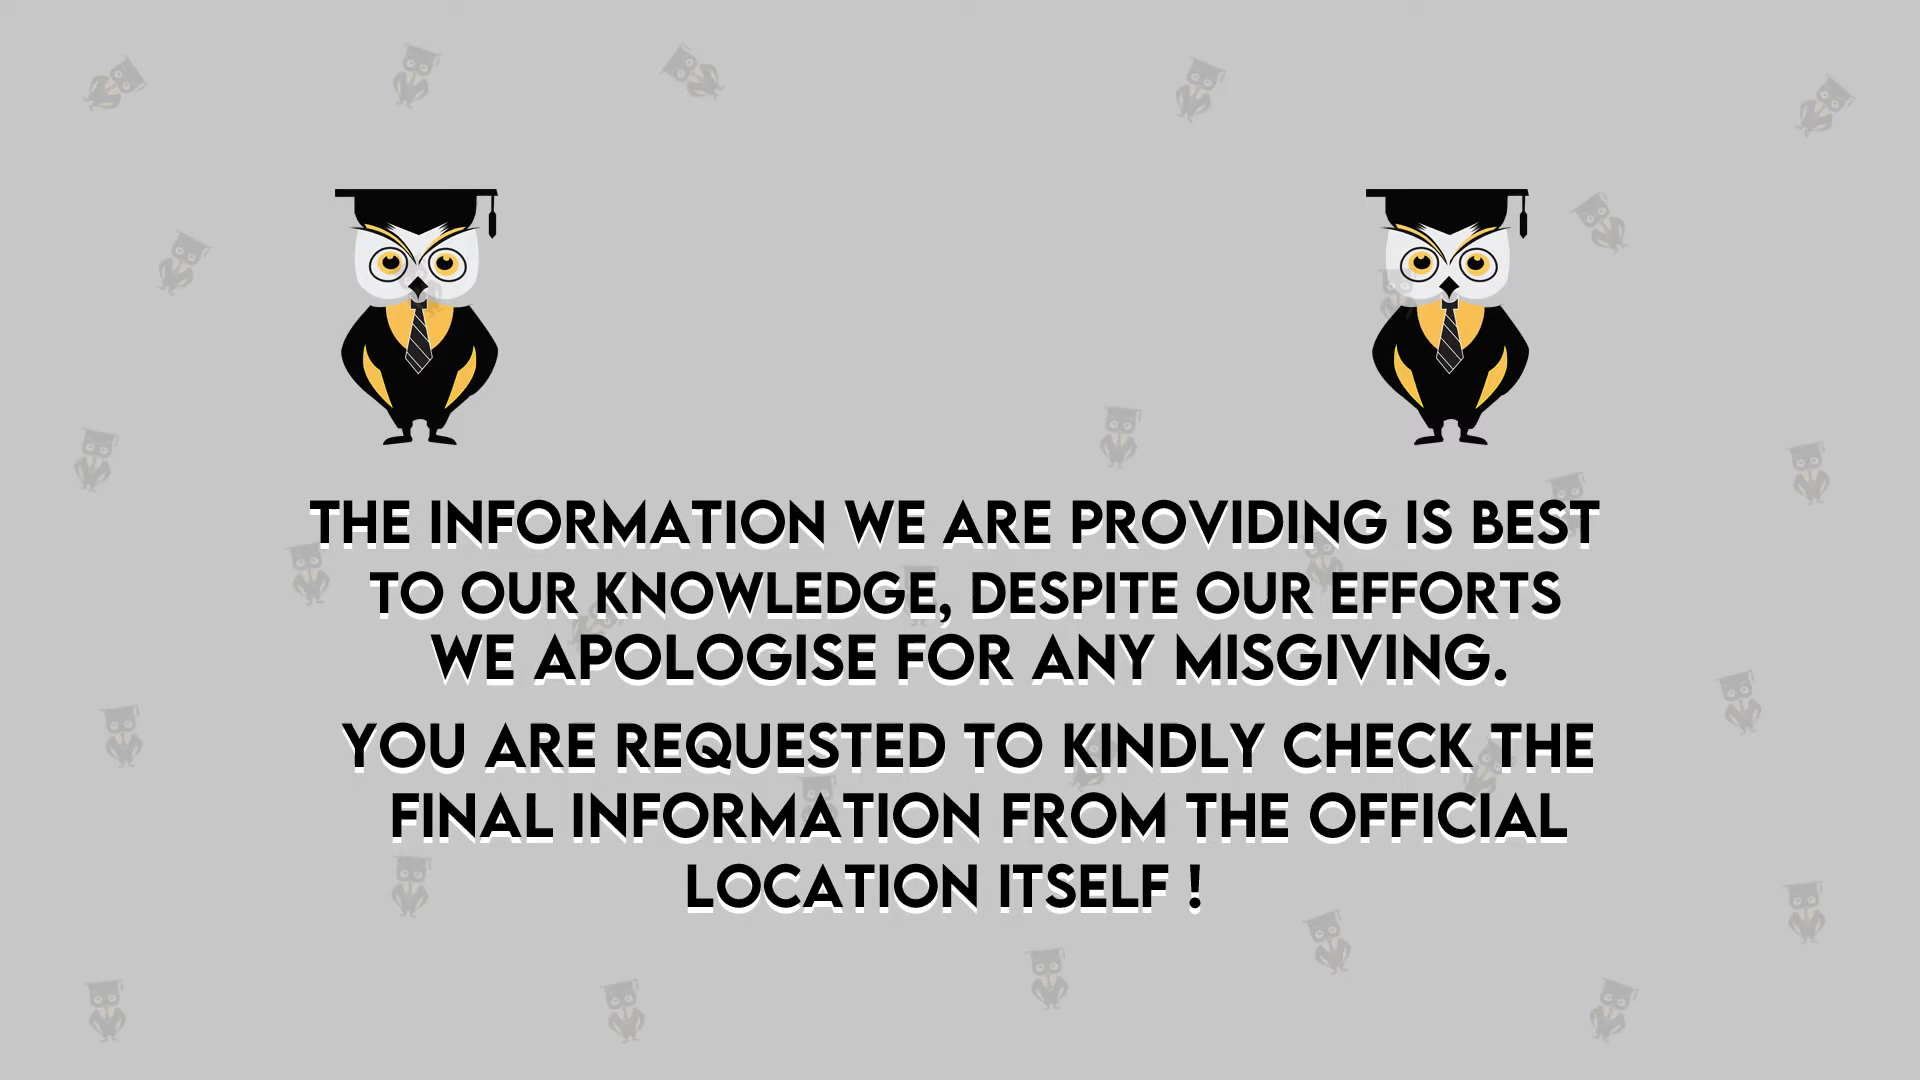 THE INFORMATION WE ARE PROVIDING IS BEST
TO OUR KNOWLEDGE, DESPITE OUR EFFORTS
WE APOLOGISE FOR ANY MISGIVING.
YOU ARE REQUESTED TO KINDLY CHECK THE
FINAL INFORMATION FROM THE OFFICIAL
LOCATION ITSELF !